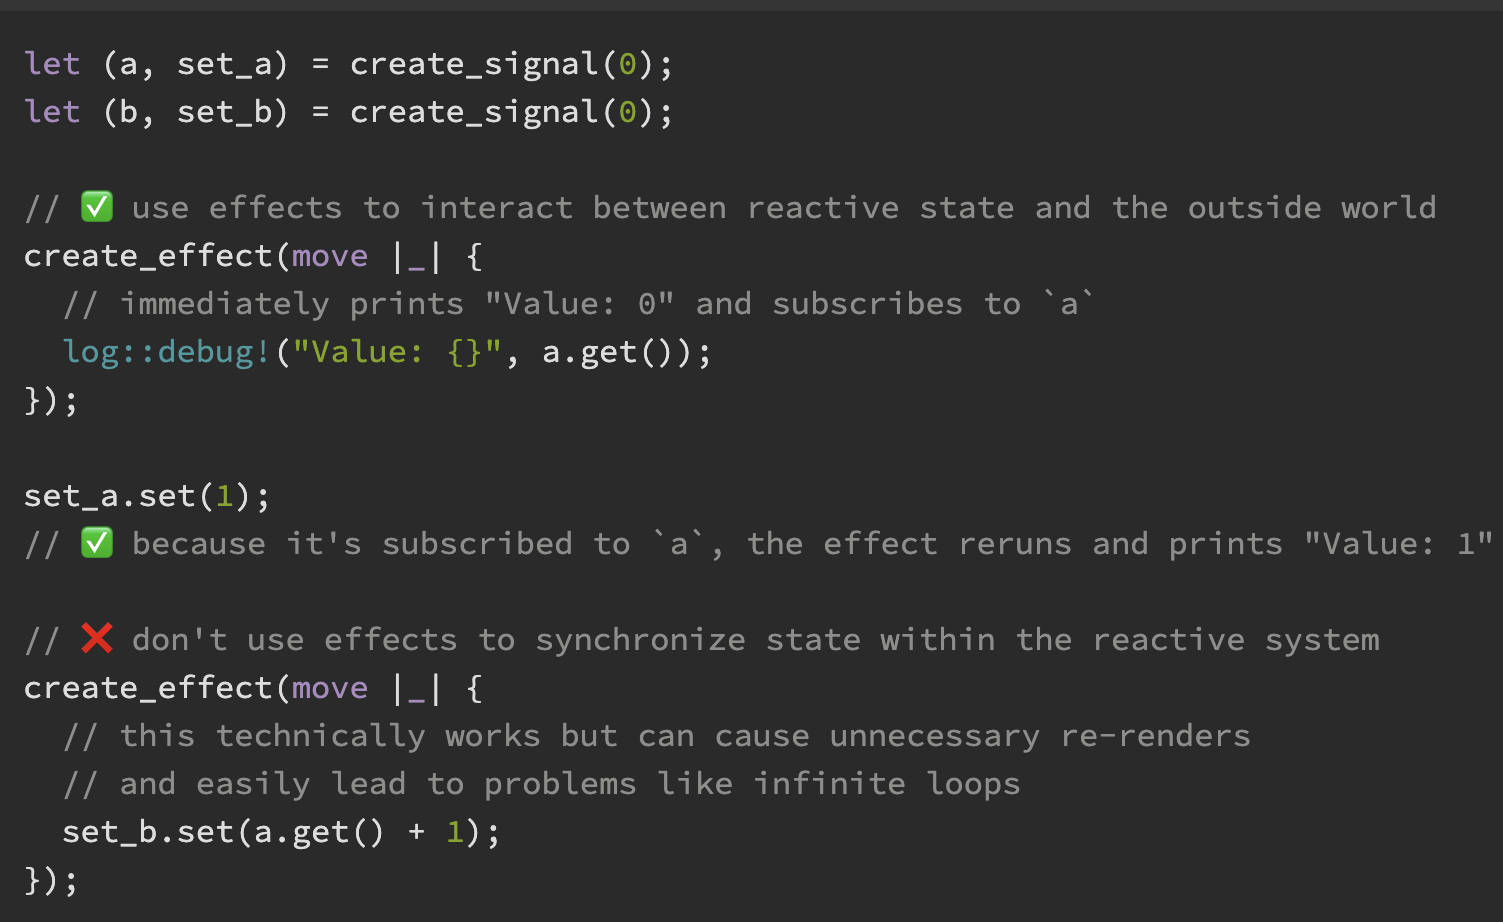 let (a, set_a) = create_signal(0);
let (b, set_b) = create_signal(0);

// ✅ use effects to interact between reactive state and the outside world
create_effect(move |_| {
  // immediately prints "Value: 0" and subscribes to `a`
  log::debug!("Value: {}", a.get());
});

set_a.set(1);
// ✅ because it's subscribed to `a`, the effect reruns and prints "Value: 1"

// ❌ don't use effects to synchronize state within the reactive system
create_effect(move |_| {
  // this technically works but can cause unnecessary re-renders
  // and easily lead to problems like infinite loops
  set_b.set(a.get() + 1);
});